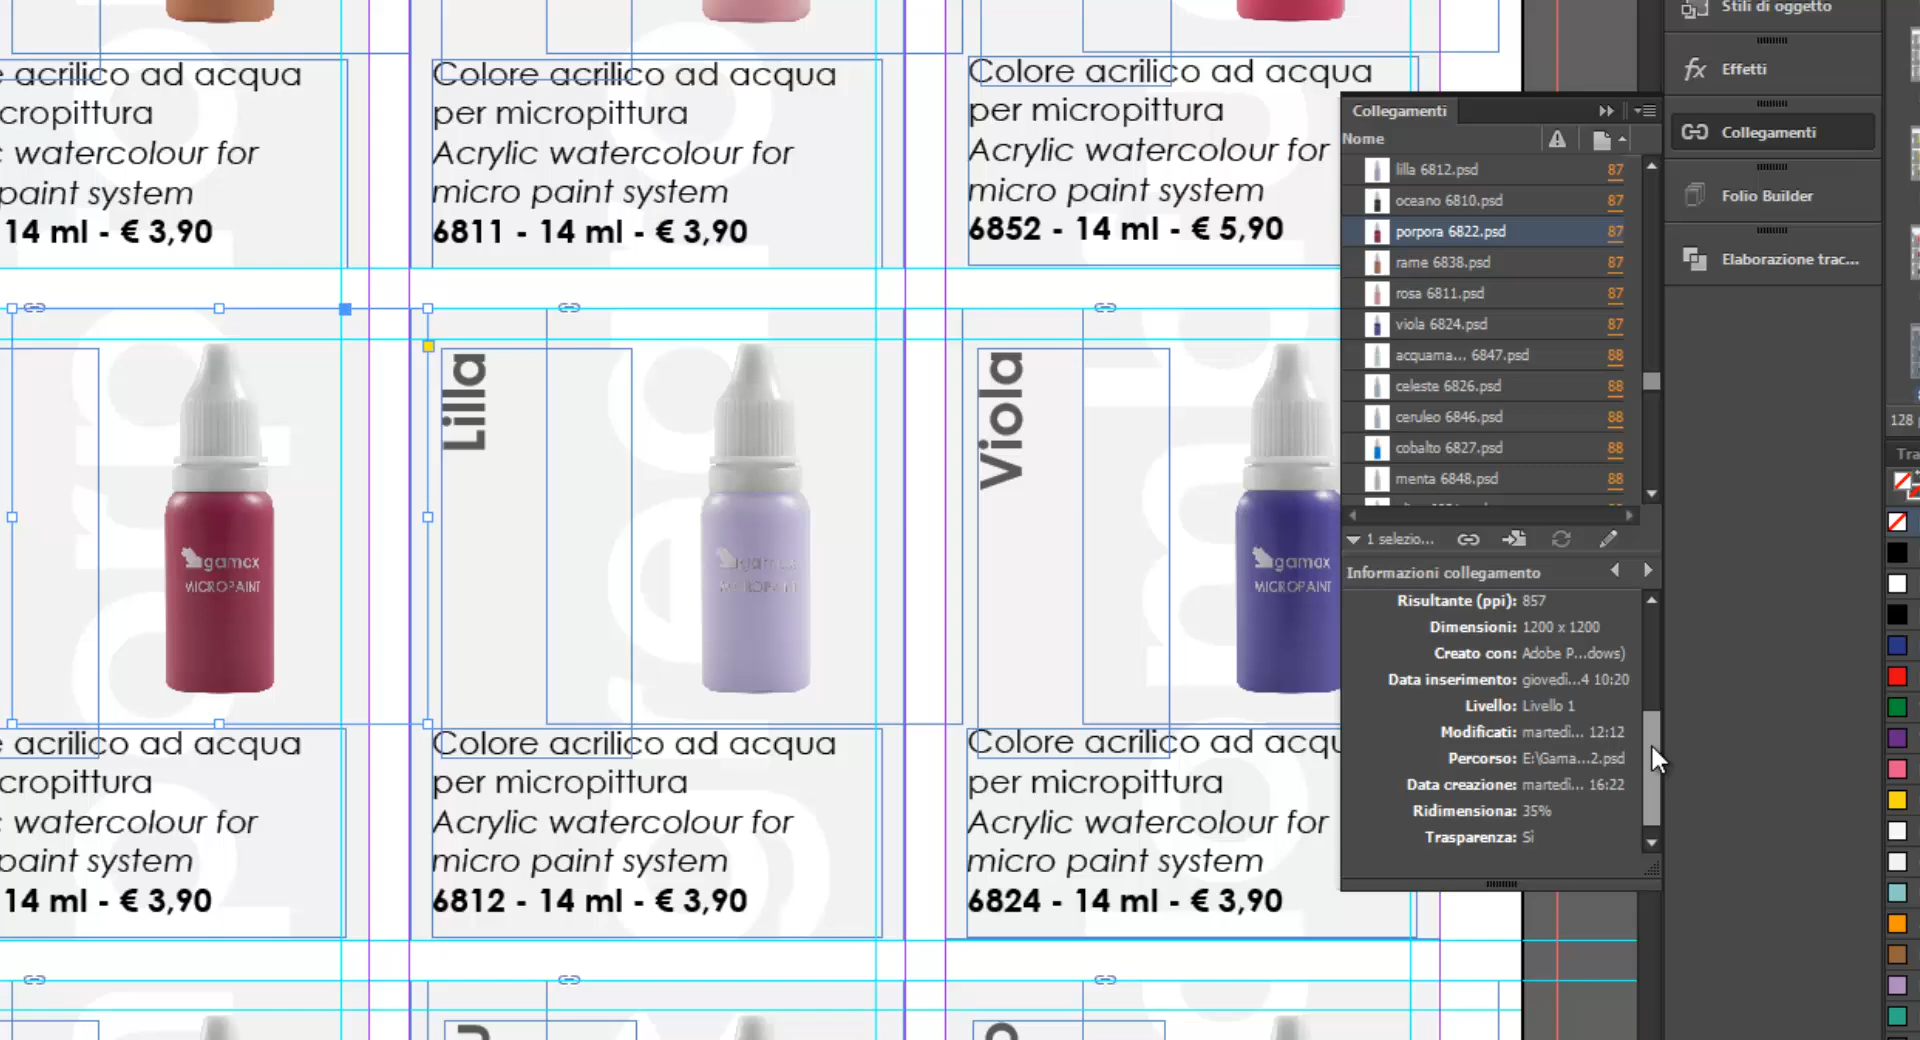 e acrilico ad acqua
cropittura
c watercolour for
paint system
14 ml - € 3,90
Colore acrilico ad acqua
per micropittura
Acrylic watercolour for
micro paint system
6811 - 14 ml - € 3,90
Colore acrilico ad acqua
per micropittura
Acrylic watercolour for
micro paint system
6852 - 14 ml - € 5,90
gamax
MICROPAINT
Lilla
Viola
gamax
MICROPAINT
e acrilico ad acqua
cropittura
watercolour for
paint system
14 ml - € 3,90
Colore acrilico ad acqua
per micropittura
Acrylic watercolour for
micro paint system
6812 - 14 ml - € 3,90
Colore acrilico ad acqu
per micropittura
Acrylic watercolour for
micro paint system
6824 - 14 ml - € 3,90
Collegamenti
Nome
lilla 6812.psd 87
oceano 6810.psd 87
porpora 6822.psd 87
rame 6838.psd 87
rosa 6811.psd 87
viola 6824.psd 87
acquama... 6847.psd 88
celeste 6826.psd 88
ceruleo 6846.psd 88
cobalto 6827.psd 88
menta 6848.psd 88
1 selezio...
Informazioni collegamento
Risultante (ppi): 857
Dimensioni: 1200 x 1200
Creato con: Adobe P...dows)
Data inserimento: giovedì...4 10:20
Livello: Livello 1
Modificati: martedì... 12:12
Percorso: E:\Gama...2.psd
Data creazione: martedì... 16:22
Ridimensiona: 35%
Trasparenza: Sì
Stili di oggetto
fx Effetti
Collegamenti
Folio Builder
Elaborazione trac...
128
Tra